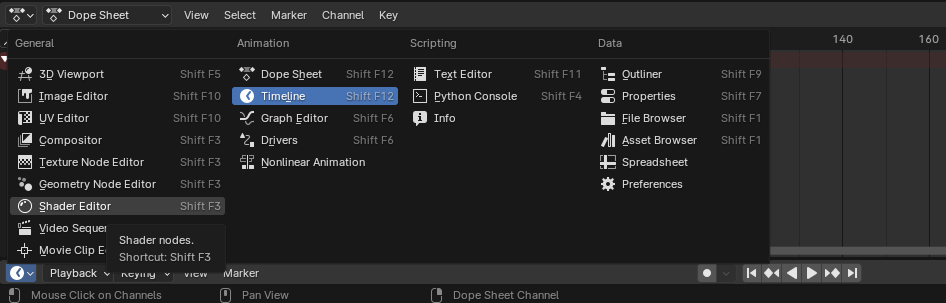 Dope Sheet View Select Marker Channel Key
140 160
General Animation Scripting Data
3D Viewport Shift F5 Dope Sheet Shift F12 Text Editor Shift F11 Outliner Shift F9
Image Editor Shift F10 Timeline Shift F12 Python Console Shift F4 Properties Shift F7
UV Editor Shift F10 Graph Editor Shift F6 Info File Browser Shift F1
Compositor Shift F3 Drivers Shift F6 Asset Browser Shift F1
Texture Node Editor Shift F3 Nonlinear Animation Spreadsheet
Geometry Node Editor Shift F3 Preferences
Shader Editor Shift F3
Video Sequen
Movie Clip E
Shader nodes.
Shortcut: Shift F3
Playback Keying View Marker
Mouse Click on Channels Pan View Dope Sheet Channel